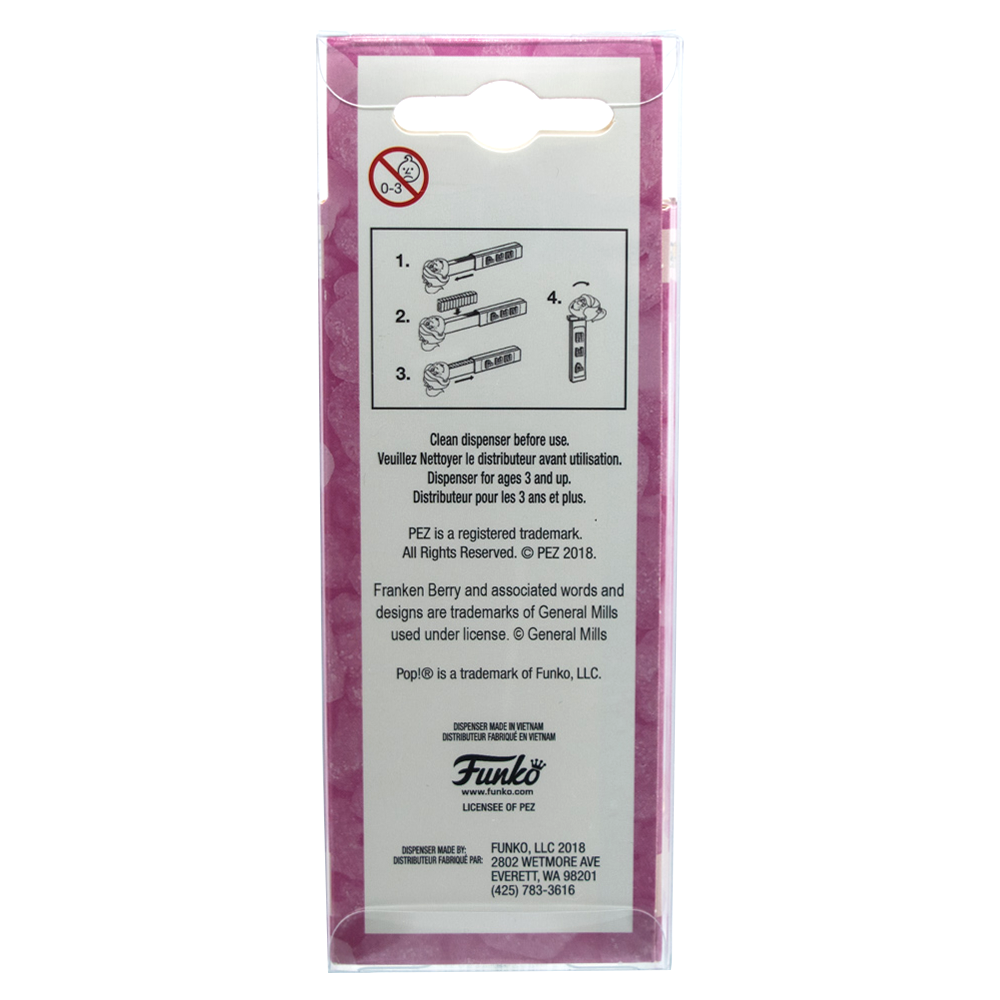 0-3
1.
2.
3.
4.
PEZ
Clean dispenser before use.
Veuillez Nettoyer le distributeur avant utilisation.
Dispenser for ages 3 and up.
Distributeur pour les 3 ans et plus.
PEZ is a registered trademark.
All Rights Reserved. © PEZ 2018.
Franken Berry and associated words and
designs are trademarks of General Mills
used under license. © General Mills
Pop!® is a trademark of Funko, LLC.
DISPENSER MADE IN VIETNAM
DISTRIBUTEUR FABRIQUÉ EN VIETNAM
Funko
www.funko.com
LICENSEE OF PEZ
DISPENSER MADE BY:
DISTRIBUTEUR FABRIQUÉ PAR:
FUNKO, LLC 2018
2802 WETMORE AVE
EVERETT, WA 98201
(425) 783-3616